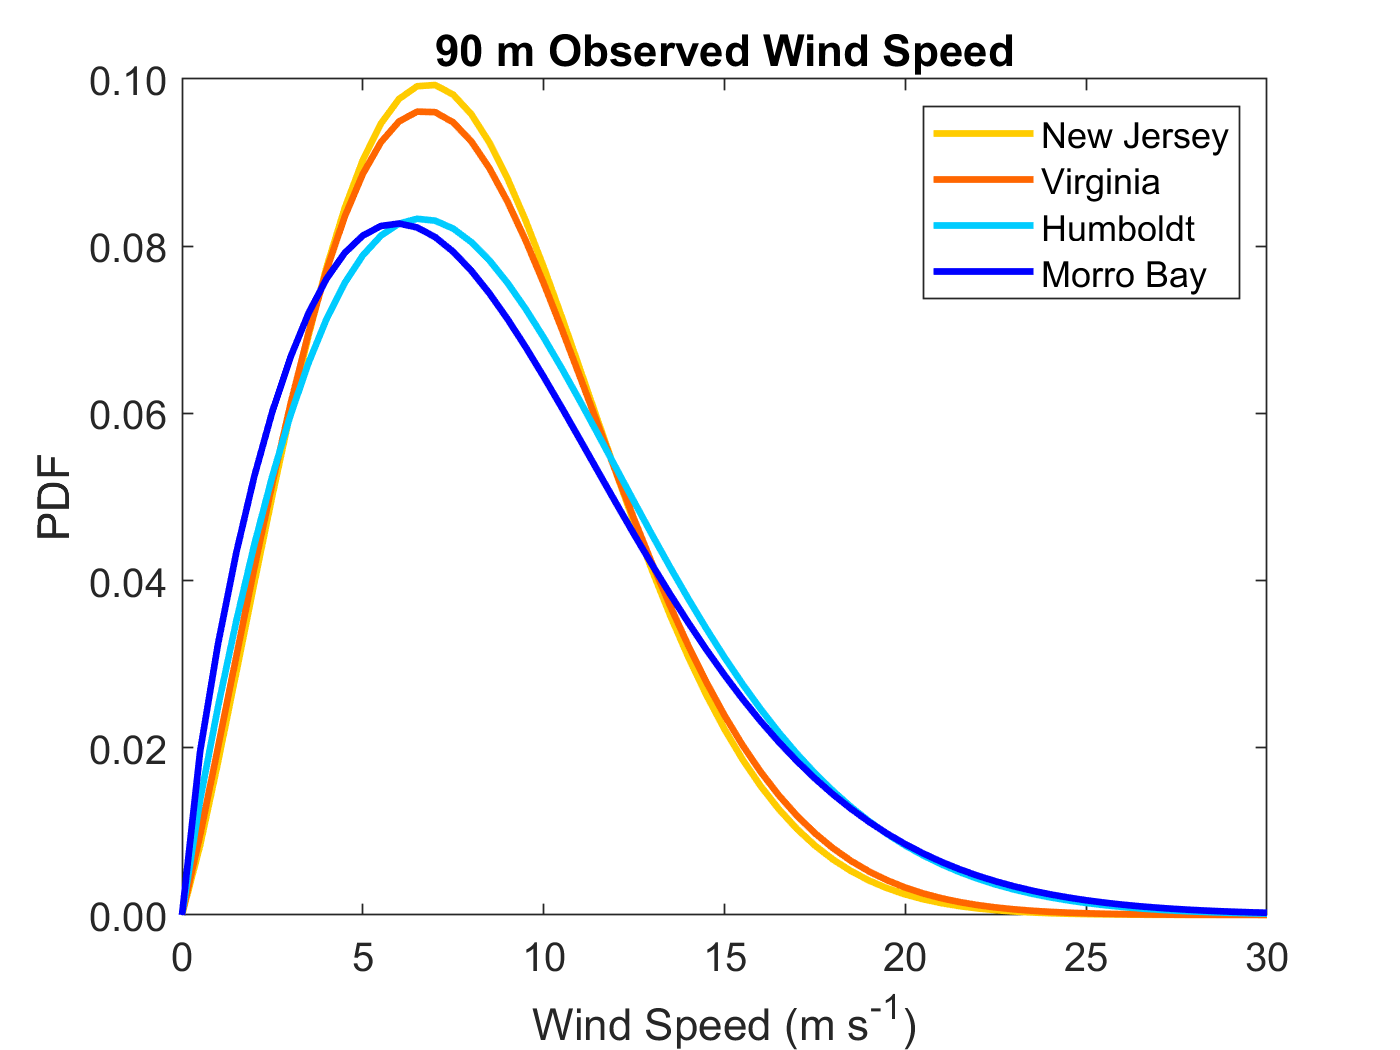 90 m Observed Wind Speed
0.10
0.08
0.06
0.04
0.02
0.00
PDF
New Jersey
Virginia
Humboldt
Morro Bay
0 5 10 15 20 25 30
Wind Speed (m s⁻¹)